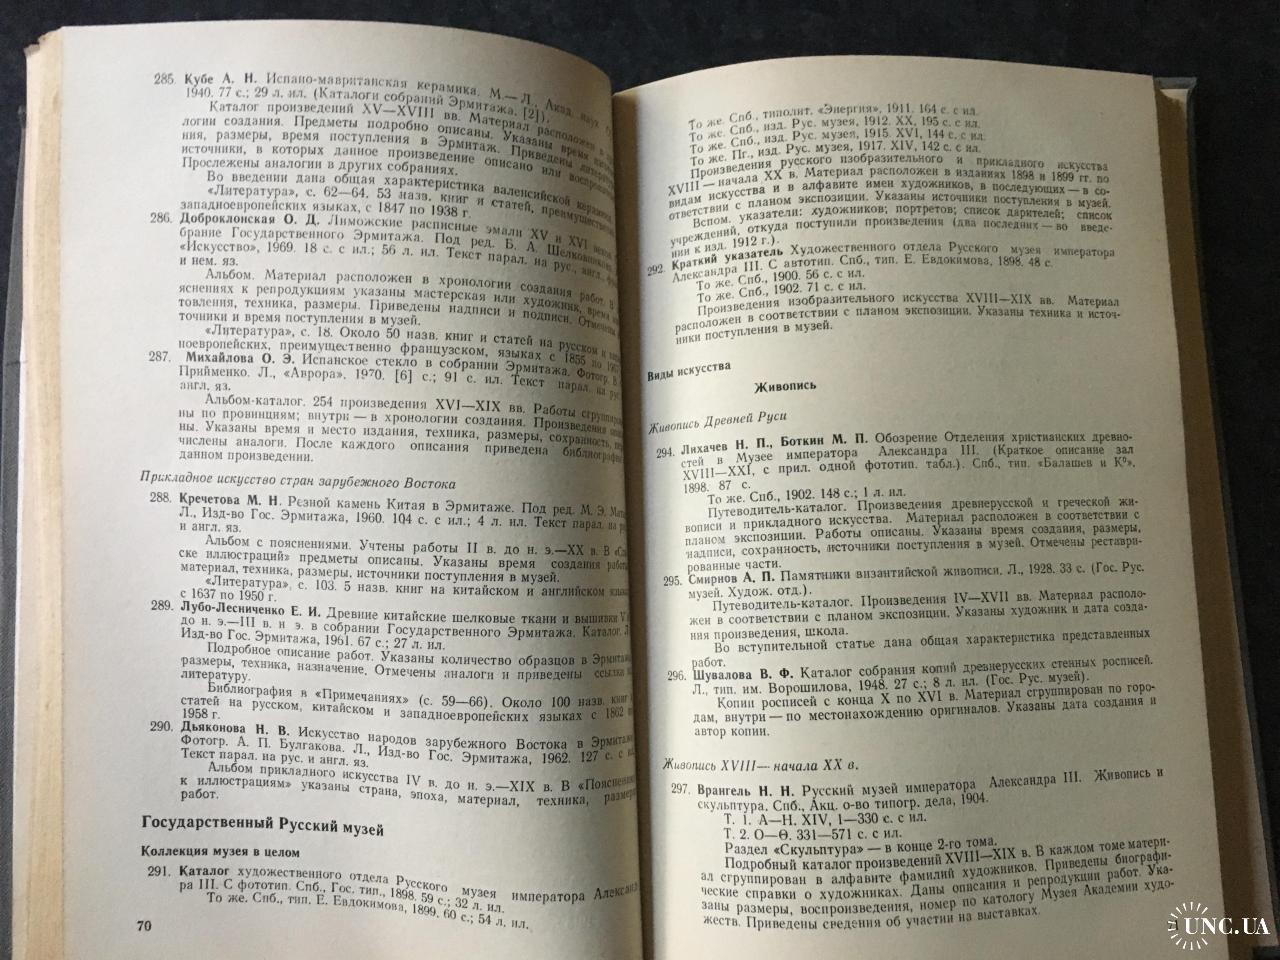 285. Кубе А. Н. Испано-мавританская керамика. М.—Л., Акад. наук
1940. 77 с.; 29 л. ил. (Каталоги собраний Эрмитажа. [2]).
Каталог произведений XV—XVIII вв. Материал расположен в
логии создания. Предметы подробно описаны. Указаны время
ния, размеры, время поступления в Эрмитаж. Приведены
источники, в которых данное произведение описано или
Прослежены аналогии в других собраниях.
Во введении дана общая характеристика валенсийской керамики.
«Литература», с. 62—64. 53 назв. книг и статей, преимущественно
западноевропейских языках, с 1847 по 1938 г.
286. Доброклонская О. Д. Лиможские расписные эмали XV и XVI веков
брание Государственного Эрмитажа. Под ред. Б. А. Шелковникова.
«Искусство», 1969. 18 с. с ил.; 56 л. ил. Текст парал. на рус., англ.,
и нем. яз.
Альбом. Материал расположен в хронологии создания работ. В
яснениях к репродукциям указаны мастерская или художник, время
товления, техника, размеры. Приведены надписи и подписи. Отмечены
точники и время поступления в музей.
«Литература», с. 18. Около 50 назв. книг и статей на русском и
ноевропейских, преимущественно французском, языках с 1855 по
287. Михайлова О. Э. Испанское стекло в собрании Эрмитажа. Фотогр.
Прийменко. Л., «Аврора», 1970. [6] с.; 91 с. ил. Текст парал. на рус.
англ. яз.
Альбом-каталог. 254 произведения XVI—XIX вв. Работы
ны по провинциям; внутри — в хронологии создания. Произведения
ны. Указаны время и место издания, техника, размеры, сохранность,
числены аналоги. После каждого описания приведена
данном произведении.
Прикладное искусство стран зарубежного Востока
288. Кречетова М. Н. Резной камень Китая в Эрмитаже. Под ред. М. Э.
Л., Изд-во Гос. Эрмитажа, 1960. 104 с. с ил.; 4 л. ил. Текст парал. на
и англ. яз.
Альбом с пояснениями. Учтены работы II в. до н. э.—XX в. В
ске иллюстраций» предметы описаны. Указаны время создания
материал, техника, размеры, источники поступления в музей.
«Литература», с. 103. 5 назв. книг на китайском и английском
с 1637 по 1950 г.
289. Лубо-Лесниченко Е. И. Древние китайские шелковые ткани и вышивки V
до н. э.—III в. н э. в собрании Государственного Эрмитажа. Каталог. Л.,
Изд-во Гос. Эрмитажа, 1961. 67 с.; 27 л. ил.
Подробное описание работ. Указаны количество образцов в
размеры, техника, назначение. Отмечены аналоги и приведены ссылки
литературу.
Библиография в «Примечаниях» (с. 59—66). Около 100 назв. книг
статей на русском, китайском и западноевропейских языках с 1862
1958 г.
290. Дьяконова Н. В. Искусство народов зарубежного Востока в
Фотогр. А. П. Булгакова. Л., Изд-во Гос. Эрмитажа, 1962. 127 с. с
Текст парал. на рус. и англ. яз.
Альбом прикладного искусства IV в. до н. э.—XIX в. В
к иллюстрациям» указаны страна, эпоха, материал, техника,
работ.
Государственный Русский музей
Коллекция музея в целом
291. Каталог художественного отдела Русского музея императора
ра III. С фототип. Спб., Гос. тип., 1898. 59 с.; 32 л. ил.
То же. Спб., тип. Е. Евдокимова, 1899. 60 с.; 54 л. ил.
70
То же. Спб., типолит. «Энергия», 1911. 164 с. с ил.
То же. Спб., изд. Рус. музея, 1912. XX, 195 с. с ил.
То же. Спб., изд. Рус. музея, 1915. XVI, 144 с. с ил.
То же. Пг., изд. Рус. музея, 1917. XIV, 142 с. с ил.
Произведения русского изобразительного и прикладного искусства
XVIII — начала XX в. Материал расположен в изданиях 1898 и 1899 гг. по
видам искусства и в алфавите имен художников, в последующих — в со-
ответствии с планом экспозиции. Указаны источники поступления в музей.
Вспом. указатели: художников; портретов; список дарителей; список
учреждений, откуда поступили произведения (два последних — во введе-
нии к изд. 1912 г.).
292. Краткий указатель Художественного отдела Русского музея императора
Александра III. С автотип. Спб., тип. Е. Евдокимова, 1898. 48 с.
То же. Спб., 1900. 56 с. с ил.
То же. Спб., 1902. 71 с. с ил.
Произведения изобразительного искусства XVIII—XIX вв. Материал
расположен в соответствии с планом экспозиции. Указаны техника и источ-
ники поступления в музей.
Виды искусства
Живопись
Живопись Древней Руси
294. Лихачев Н. П., Боткин М. П. Обозрение Отделения христианских древно-
стей в Музее императора Александра III. (Краткое описание зал
XVIII—XXI, с прил. одной фототип. табл.). Спб., тип. «Балашев и К⁰»,
1898. 87 с.
То же. Спб., 1902. 148 с.; 1 л. ил.
Путеводитель-каталог. Произведения древнерусской и греческой жи-
вописи и прикладного искусства. Материал расположен в соответствии с
планом экспозиции. Работы описаны. Указаны время создания, размеры,
надписи, сохранность, источники поступления в музей. Отмечены реставри-
рованные части.
295. Смирнов А. П. Памятники византийской живописи. Л., 1928. 33 с. (Гос. Рус.
музей. Худож. отд.).
Путеводитель-каталог. Произведения IV—XVII вв. Материал располо-
жен в соответствии с планом экспозиции. Указаны художник и дата созда-
ния произведения, школа.
Во вступительной статье дана общая характеристика представленных
работ.
296. Шувалова В. Ф. Каталог собрания копий древнерусских стенных росписей.
Л., тип. им. Ворошилова, 1948. 27 с.; 8 л. ил. (Гос. Рус. музей).
Копии росписей с конца X по XVI в. Материал сгруппирован по горо-
дам, внутри — по местонахождению оригиналов. Указаны дата создания и
автор копии.
Живопись XVIII — начала XX в.
297. Врангель Н. Н. Русский музей императора Александра III. Живопись и
скульптура. Спб., Акц. о-во типогр. дела, 1904.
Т. 1. А—Н. XIV, 1—330 с. с ил.
Т. 2. О—Ѳ. 331—571 с. с ил.
Раздел «Скульптура» — в конце 2-го тома.
Подробный каталог произведений XVIII—XIX в. В каждом томе матери-
ал сгруппирован в алфавите фамилий художников. Приведены биографи-
ческие справки о художниках. Даны описания и репродукции работ. Ука-
заны размеры, воспроизведения, номер по каталогу Музея Академии худо-
жеств. Приведены сведения об участии на выставках.
UNC.UA